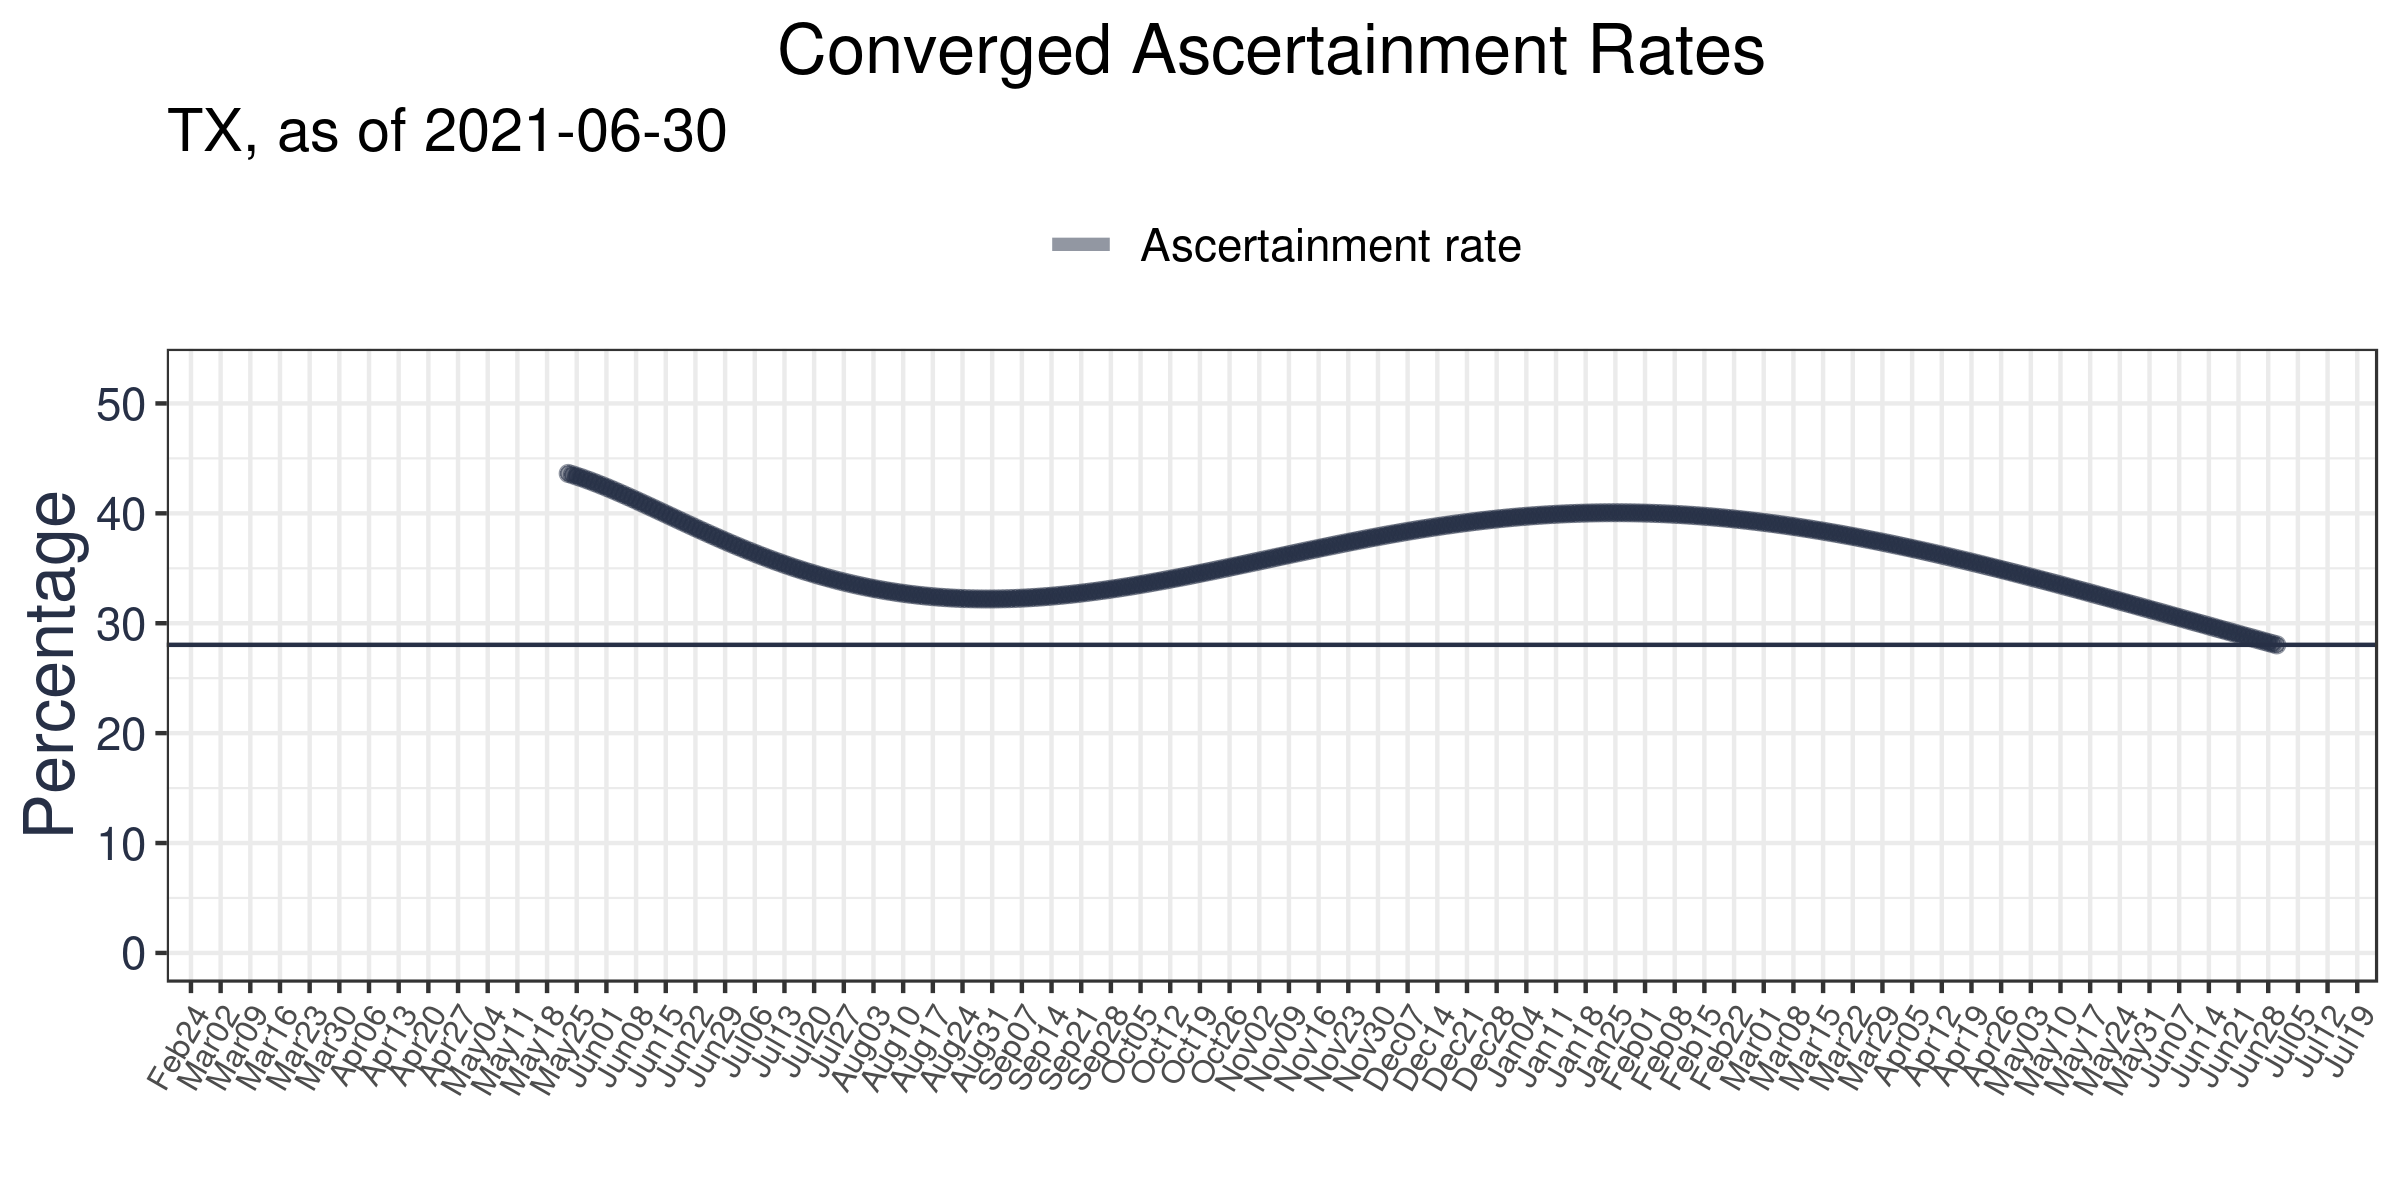 Converged Ascertainment Rates
TX, as of 2021-06-30
Ascertainment rate
Percentage
50
40
30
20
10
0
Feb24 Mar02 Mar09 Mar16 Mar23 Mar30 Apr06 Apr13 Apr20 Apr27 May04 May11 May18 May25 Jun01 Jun08 Jun15 Jun22 Jun29 Jul06 Jul13 Jul20 Jul27 Aug03 Aug10 Aug17 Aug24 Aug31 Sep07 Sep14 Sep21 Sep28 Oct05 Oct12 Oct19 Oct26 Nov02 Nov09 Nov16 Nov23 Nov30 Dec07 Dec14 Dec21 Dec28 Jan04 Jan11 Jan18 Jan25 Feb01 Feb08 Feb15 Feb22 Mar01 Mar08 Mar15 Mar22 Mar29 Apr05 Apr12 Apr19 Apr26 May03 May10 May17 May24 May31 Jun07 Jun14 Jun21 Jun28 Jul05 Jul12 Jul19